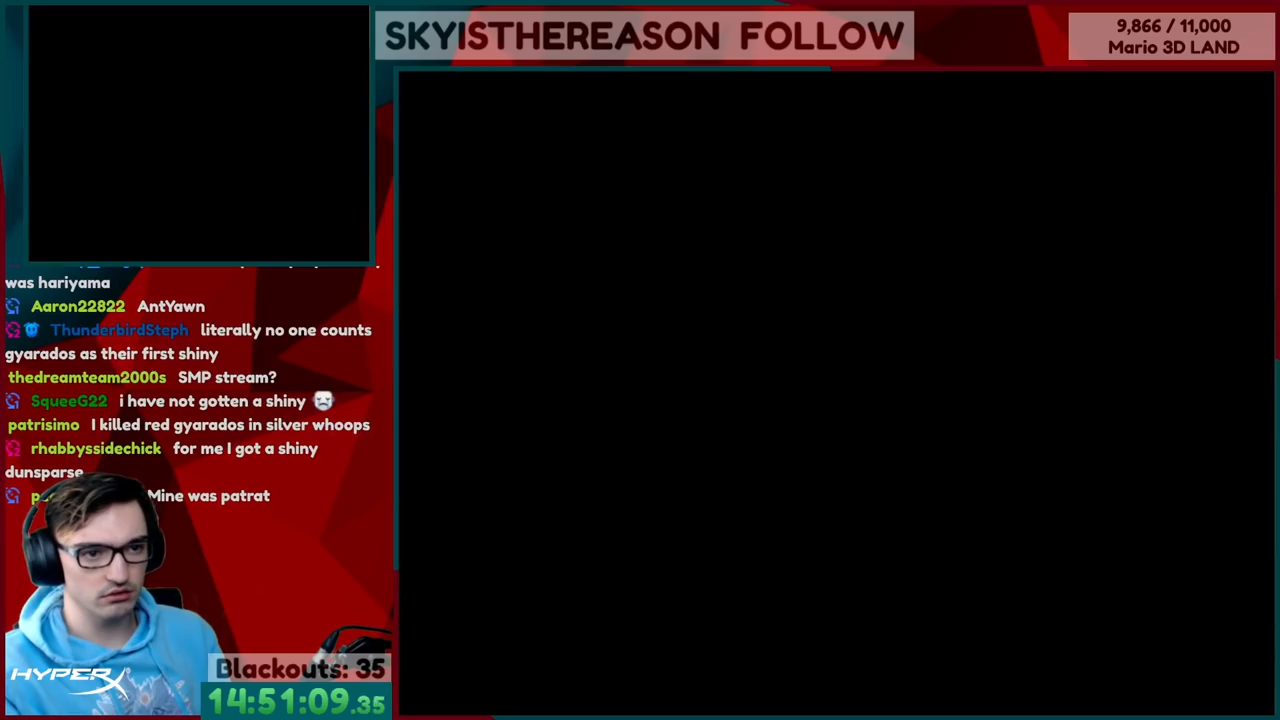 SKYISTHEREASON FOLLOW
9,866 / 11,000
Mario 3D LAND
was hariyama
Aaron22822 AntYawn
ThunderbirdSteph literally no one counts
gyarados as their first shiny
thedreamteam2000s SMP stream?
SqueeG22 i have not gotten a shiny
patrisimo I killed red gyarados in silver whoops
rhabbyssidechick for me I got a shiny
dunsparse
Mine was patrat
HYPERX
Blackouts: 35
14:51:09.35